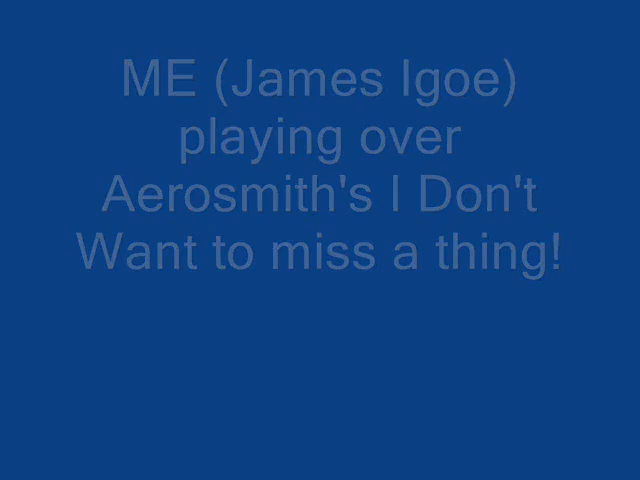 ME (James Igoe)
playing over
Aerosmith's I Don't
Want to miss a thing!